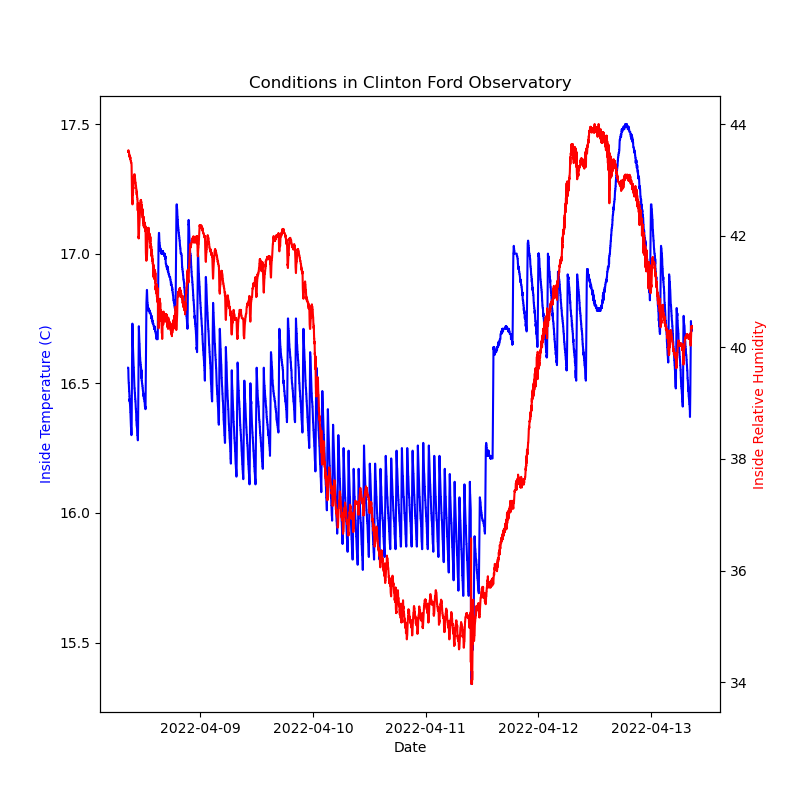 Conditions in Clinton Ford Observatory
17.5
17.0
16.5
16.0
15.5
Inside Temperature (C)
44
42
40
38
36
34
Inside Relative Humidity
2022-04-09 2022-04-10 2022-04-11 2022-04-12 2022-04-13
Date